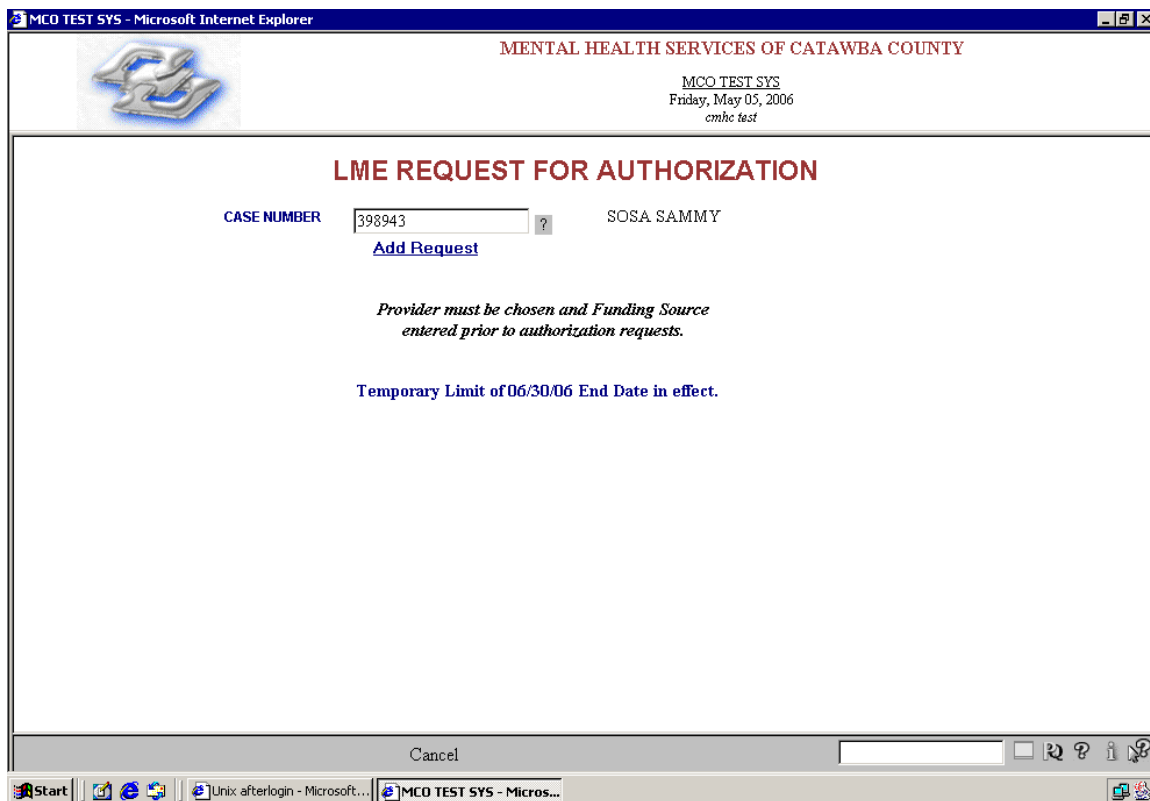 MCO TEST SYS - Microsoft Internet Explorer
MENTAL HEALTH SERVICES OF CATAWBA COUNTY
MCO TEST SYS
Friday, May 05, 2006
cmhc test
LME REQUEST FOR AUTHORIZATION
CASE NUMBER 398943 ? SOSA SAMMY
Add Request
Provider must be chosen and Funding Source
entered prior to authorization requests.
Temporary Limit of 06/30/06 End Date in effect.
Cancel
Start Unix afterlogin - Microsoft... MCO TEST SYS - Micros...